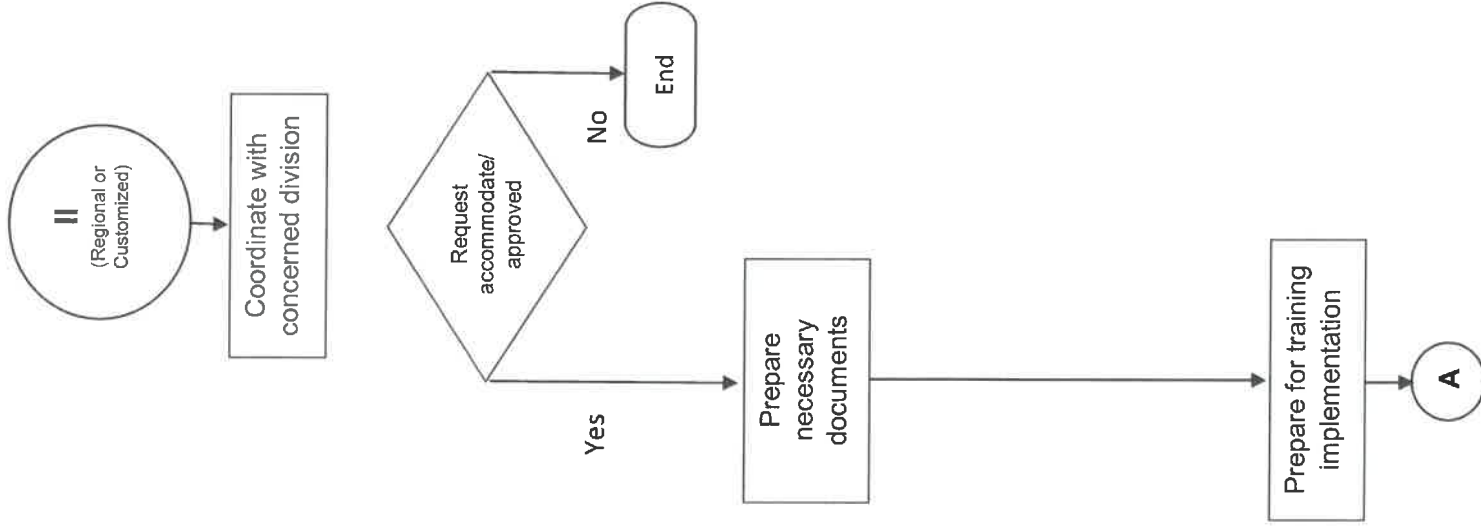 II
(Regional or
Customized)
Coordinate with
concerned division
Request
accommodate/
approved
No
End
Yes
Prepare
necessary
documents
Prepare for training
implementation
A